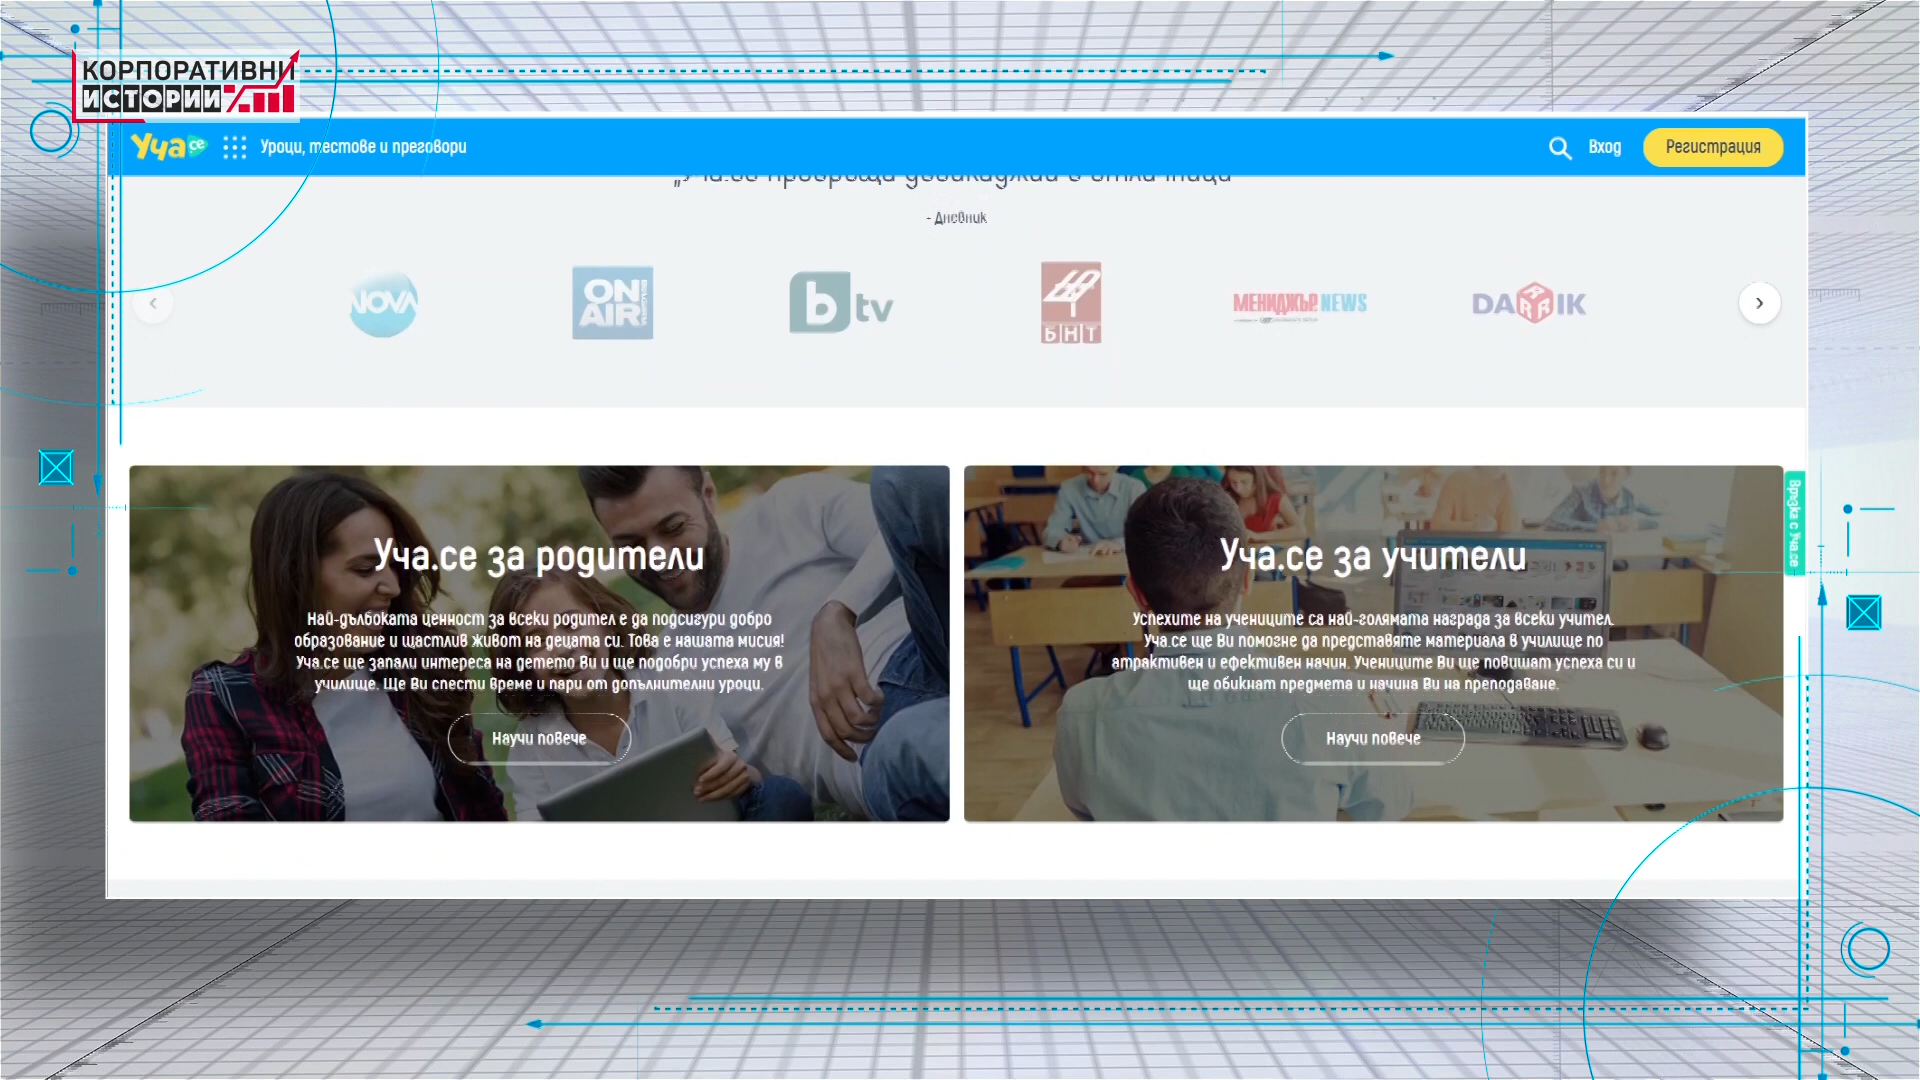 КОРПОРАТИВНИ
ИСТОРИИ
Уча се
Уроци, тестове и преговори
Вход
Регистрация
- Дневник
NOVA
ON
AIR
BULGARIA
b tv
БНТ
МЕНИДЖЪР NEWS
DARIK
Уча.се за родители
Най-дълбоката ценност за всеки родител е да подсигури добро
образование и щастлив живот на децата си. Това е нашата мисия!
Уча.се ще запали интереса на детето Ви и ще подобри успеха му в
училище. Ще Ви спести време и пари от допълнителни уроци.
Научи повече
Уча.се за учители
Успехите на учениците са най-голямата награда за всеки учител.
Уча.се ще Ви помогне да представяте материала в училище по
атрактивен и ефективен начин. Учениците Ви ще повишат успеха си и
ще обикнат предмета и начина Ви на преподаване.
Научи повече
Връзка с Уча.се